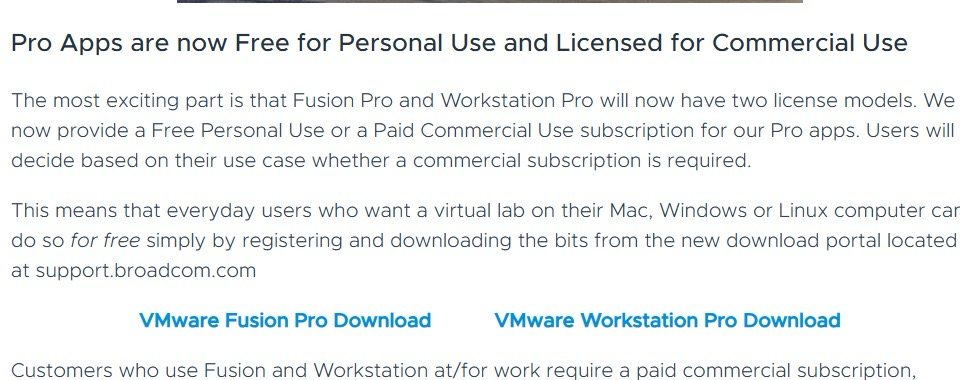 Pro Apps are now Free for Personal Use and Licensed for Commercial Use
The most exciting part is that Fusion Pro and Workstation Pro will now have two license models. We
now provide a Free Personal Use or a Paid Commercial Use subscription for our Pro apps. Users will
decide based on their use case whether a commercial subscription is required.
This means that everyday users who want a virtual lab on their Mac, Windows or Linux computer can
do so for free simply by registering and downloading the bits from the new download portal located
at support.broadcom.com
VMware Fusion Pro Download VMware Workstation Pro Download
Customers who use Fusion and Workstation at/for work require a paid commercial subscription,